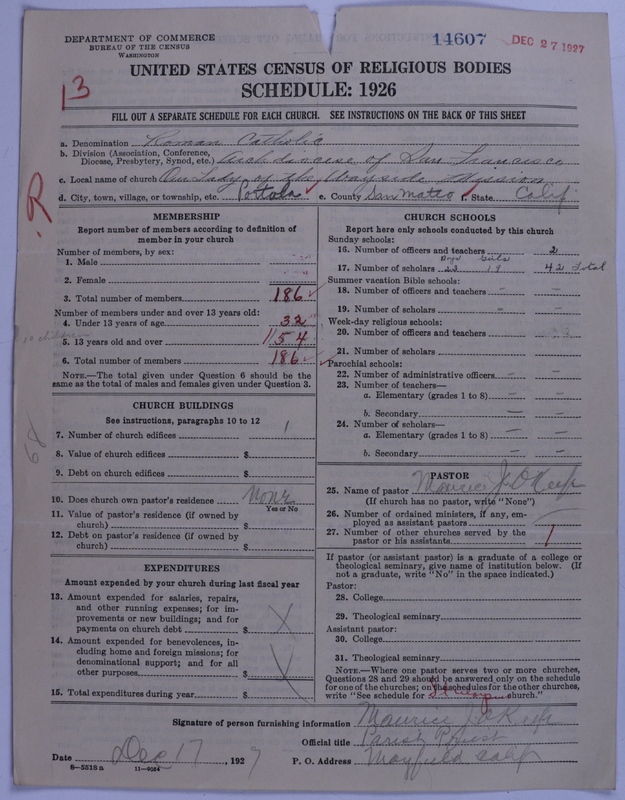 DEPARTMENT OF COMMERCE
BUREAU OF THE CENSUS
WASHINGTON
14607
DEC 27 1927
13
UNITED STATES CENSUS OF RELIGIOUS BODIES
SCHEDULE: 1926
FILL OUT A SEPARATE SCHEDULE FOR EACH CHURCH. SEE INSTRUCTIONS ON THE BACK OF THIS SHEET
a. Denomination Roman Catholic
b. Division (Association, Conference,
Diocese, Presbytery, Synod, etc.) Archdiocese of San Francisco
c. Local name of church Our Lady of the Wayside Mission
d. City, town, village, or township, etc. Portola e. County San Mateo f. State Calif
R
MEMBERSHIP
Report number of members according to definition of
member in your church
Number of members, by sex:
1. Male
2. Female
3. Total number of members 186
Number of members under and over 13 years old:
4. Under 13 years of age 32
5. 13 years old and over 154
6. Total number of members 186
NOTE.—The total given under Question 6 should be
same as the total of males and females given under Question 3.
CHURCH BUILDINGS
See instructions, paragraphs 10 to 12
7. Number of church edifices 1
8. Value of church edifices $
9. Debt on church edifices $
10. Does church own pastor's residence None
Yes or No
11. Value of pastor's residence (if owned by
church) $
12. Debt on pastor's residence (if owned by
church) $
EXPENDITURES
Amount expended by your church during last fiscal year
13. Amount expended for salaries, repairs,
and other running expenses; for im-
provements or new buildings; and for
payments on church debt $ X
14. Amount expended for benevolences, in-
cluding home and foreign missions; for
denominational support; and for all
other purposes $
15. Total expenditures during year $
CHURCH SCHOOLS
Report here only schools conducted by this church
Sunday schools:
16. Number of officers and teachers 2
Boys Girls
17. Number of scholars 23 19 42 Total
Summer vacation Bible schools:
18. Number of officers and teachers – –
19. Number of scholars – –
Week-day religious schools:
20. Number of officers and teachers
21. Number of scholars
Parochial schools:
22. Number of administrative officers – –
23. Number of teachers—
a. Elementary (grades 1 to 8) – –
b. Secondary – –
24. Number of scholars—
a. Elementary (grades 1 to 8) – –
b. Secondary – –
PASTOR
25. Name of pastor Maurice J. O'Keefe
(If church has no pastor, write "None")
26. Number of ordained ministers, if any, em-
ployed as assistant pastors
27. Number of other churches served by the
pastor or his assistants 1
If pastor (or assistant pastor) is a graduate of a college or
theological seminary, give name of institution below. (If
not a graduate, write "No" in the space indicated.)
Pastor:
28. College
29. Theological seminary
Assistant pastor:
30. College
31. Theological seminary
NOTE.—Where one pastor serves two or more churches,
Questions 28 and 29 should be answered only on the schedule
for one of the churches; on the schedules for the other churches,
write "See schedule for church."
Signature of person furnishing information Maurice J. O'Keefe
Official title Parish Priest
Date Dec 17, 1927 P. O. Address Mayfield Calif
8—5518 a 11—9084